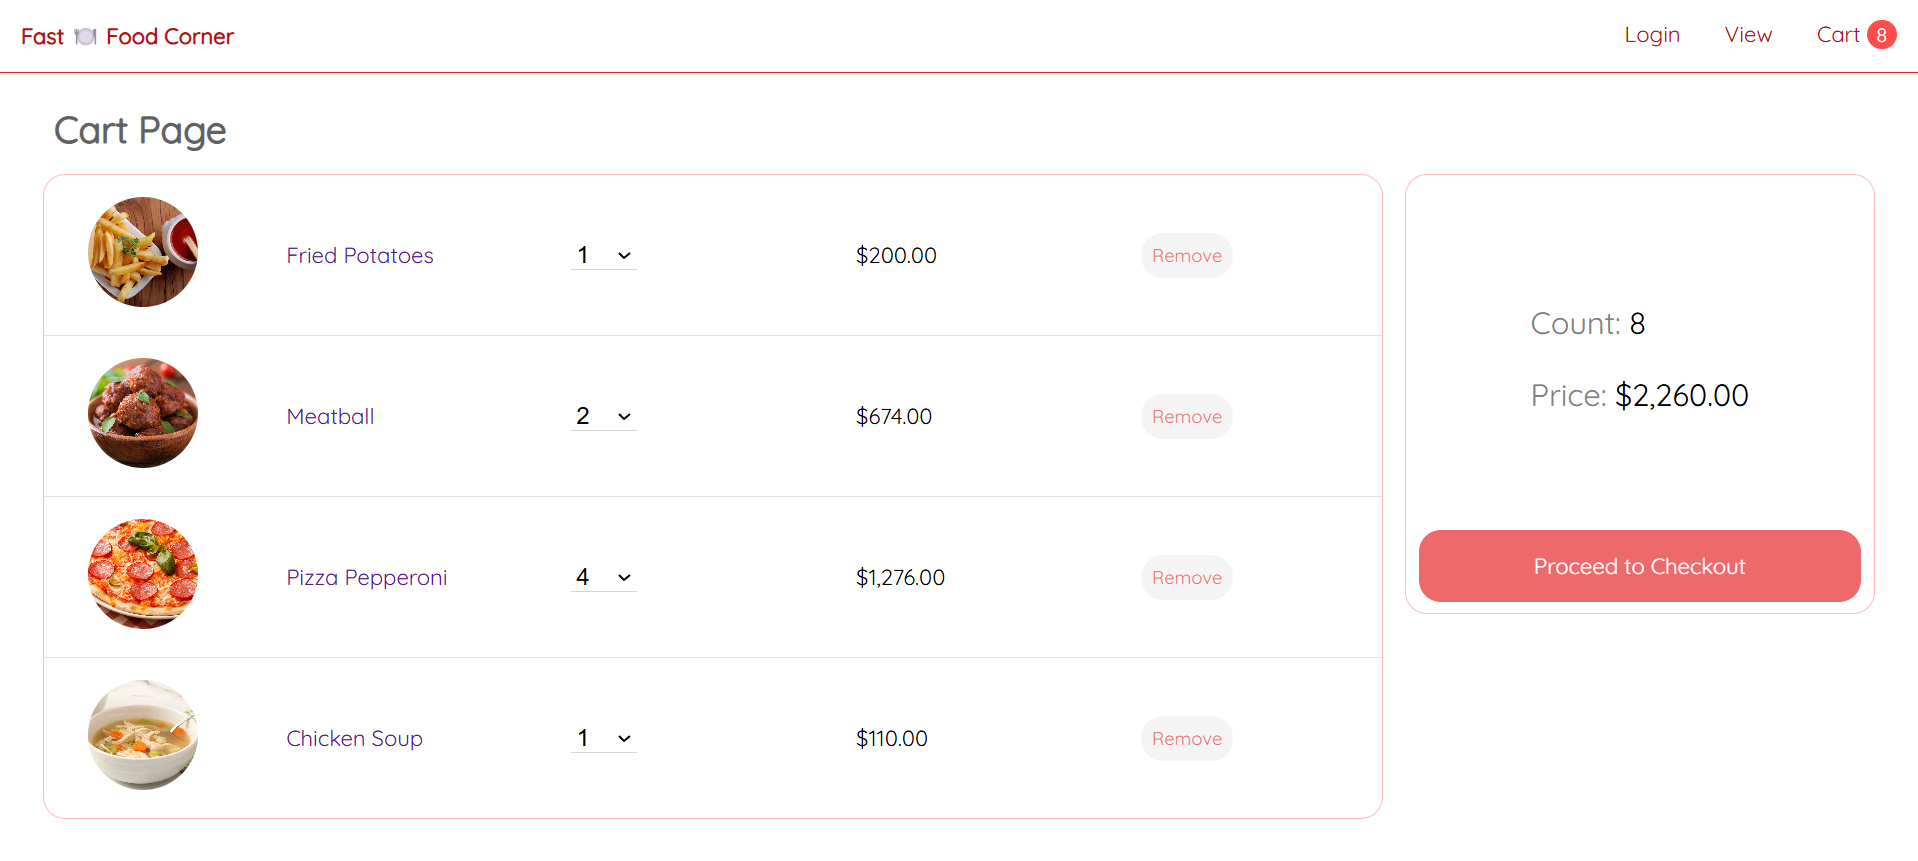 Fast 🍽 Food Corner
Login View Cart 8
Cart Page
Fried Potatoes 1 $200.00 Remove
Meatball 2 $674.00 Remove
Pizza Pepperoni 4 $1,276.00 Remove
Chicken Soup 1 $110.00 Remove
Count: 8
Price: $2,260.00
Proceed to Checkout